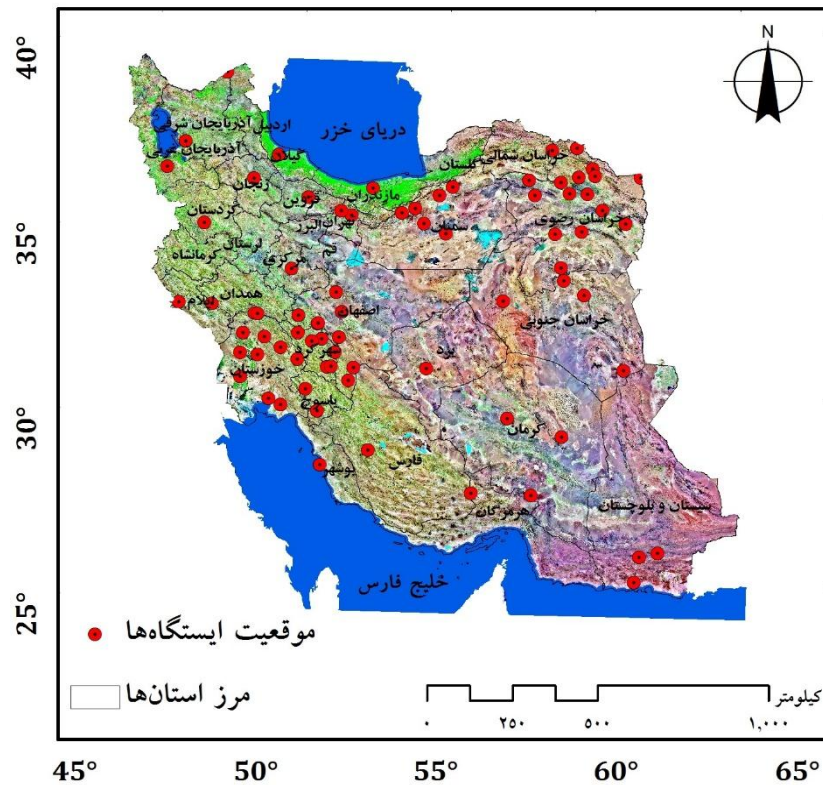 N
40°
35°
30°
25°
دریای خزر
اردبیل
آذربایجان شرقی
آذربایجان غربی
گیلان
خراسان شمالی
گلستان
مازندران
زنجان
قزوین
تهران
البرز
سمنان
خراسان رضوی
کردستان
قم
لرستان
کرمانشاه
مرکزی
همدان
ایلام
اصفهان
خراسان جنوبی
شهر کرد
یزد
خوزستان
یاسوج
کرمان
فارس
بوشهر
هرمزگان
سیستان و بلوچستان
خلیج فارس
موقعیت ایستگاه‌ها
مرز استان‌ها
کیلومتر
۰ ۲۵۰ ۵۰۰ ۱,۰۰۰
45° 50° 55° 60° 65°